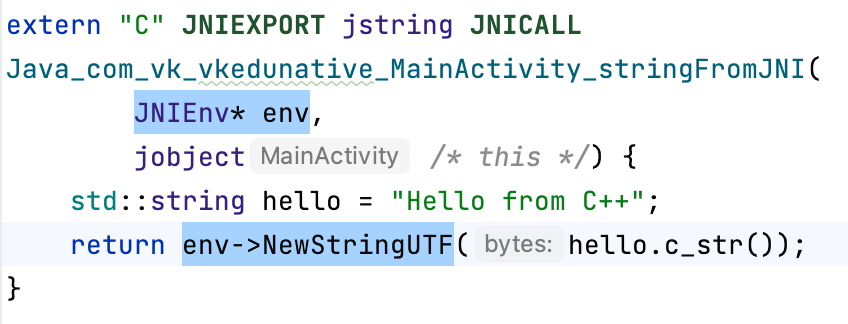 extern "C" JNIEXPORT jstring JNICALL
Java_com_vk_vkedunative_MainActivity_stringFromJNI(
JNIEnv* env,
jobject MainActivity /* this */) {
std::string hello = "Hello from C++";
return env->NewStringUTF( bytes: hello.c_str());
}